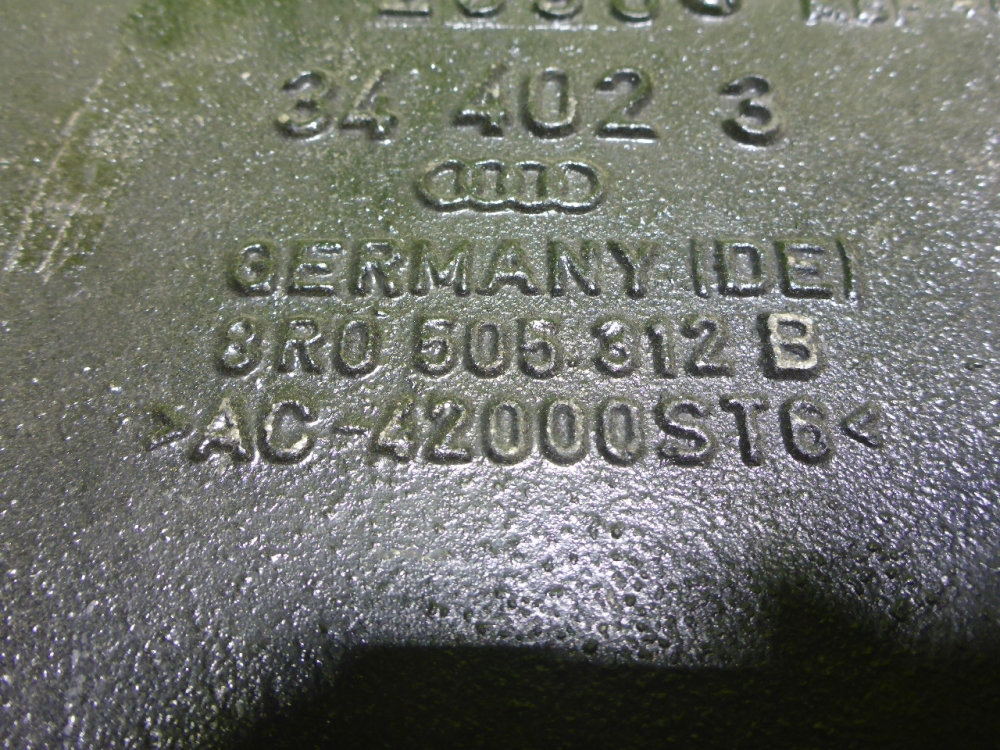 34 402 3
GERMANY (DE)
8R0 505 312 B
>AC-42000ST6<